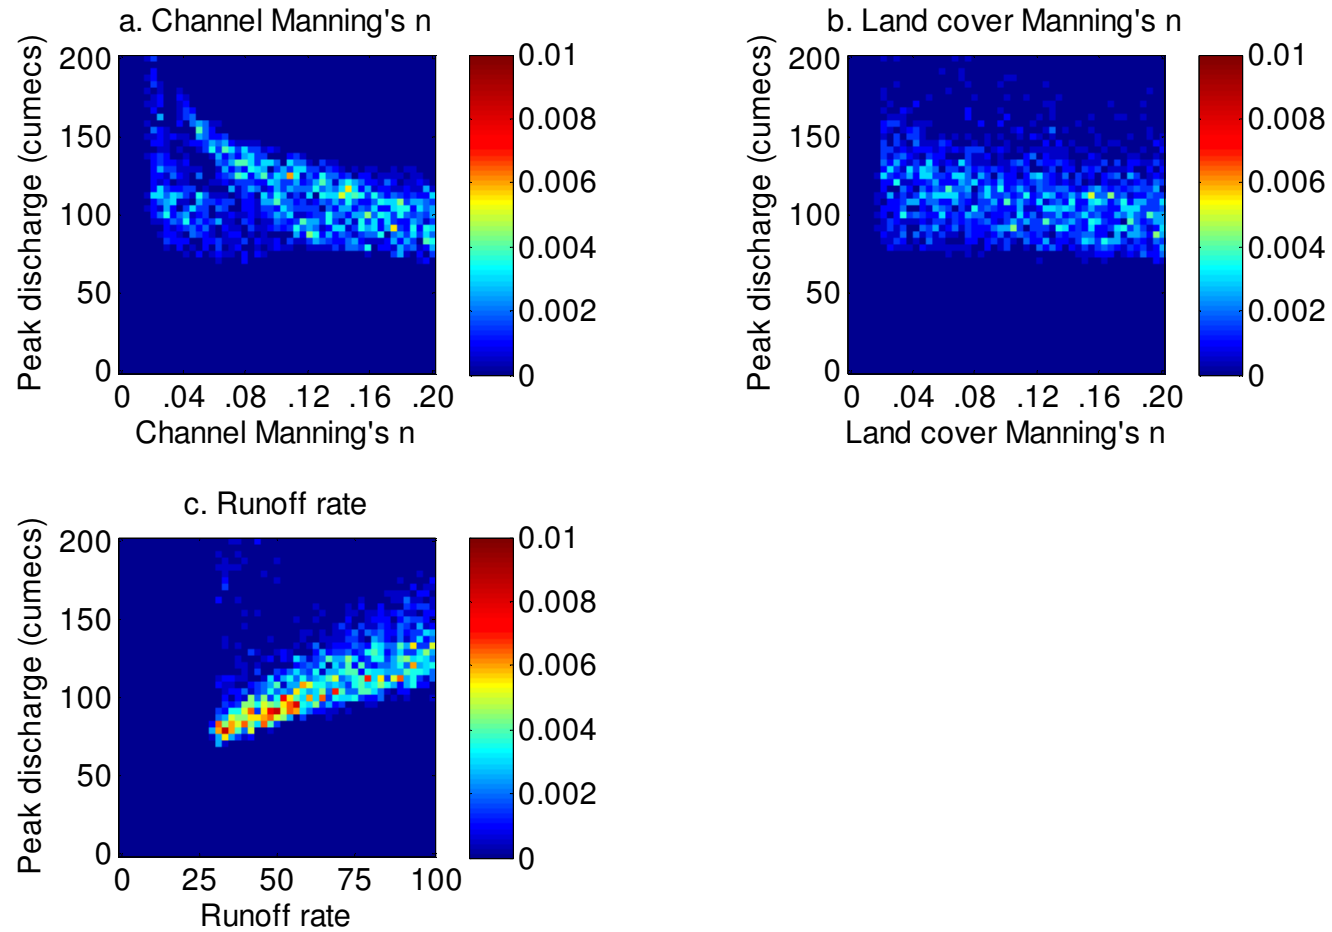 a. Channel Manning's n
Peak discharge (cumecs)
200
150
100
50
0
0 .04 .08 .12 .16 .20
Channel Manning's n
0.01
0.008
0.006
0.004
0.002
0
b. Land cover Manning's n
Peak discharge (cumecs)
200
150
100
50
0
0 .04 .08 .12 .16 .20
Land cover Manning's n
0.01
0.008
0.006
0.004
0.002
0
c. Runoff rate
Peak discharge (cumecs)
200
150
100
50
0
0 25 50 75 100
Runoff rate
0.01
0.008
0.006
0.004
0.002
0